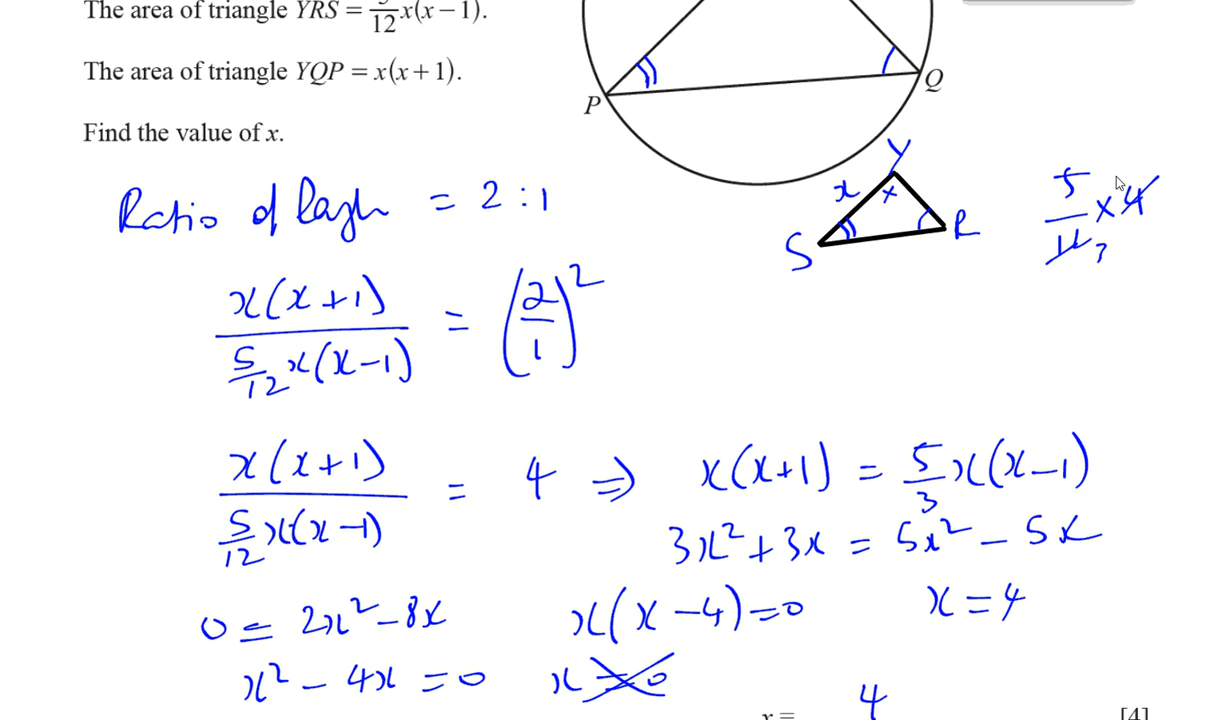 The area of triangle YRS = 5/12 x(x − 1).
The area of triangle YQP = x(x + 1).
Find the value of x.
P
Q
Y
x
x
S
R
5/12 3 × 4
Ratio of = 2 : 1
x(x+1) / 5/12 x(x−1) = (2/1)²
x(x+1) / 5/12 x(x−1) = 4 ⇒ x(x+1) = 5/3 x(x−1)
3x² + 3x = 5x² − 5x
0 = 2x² − 8x x(x − 4) = 0 x = 4
x² − 4x = 0 x = 0
x = 4 [4]